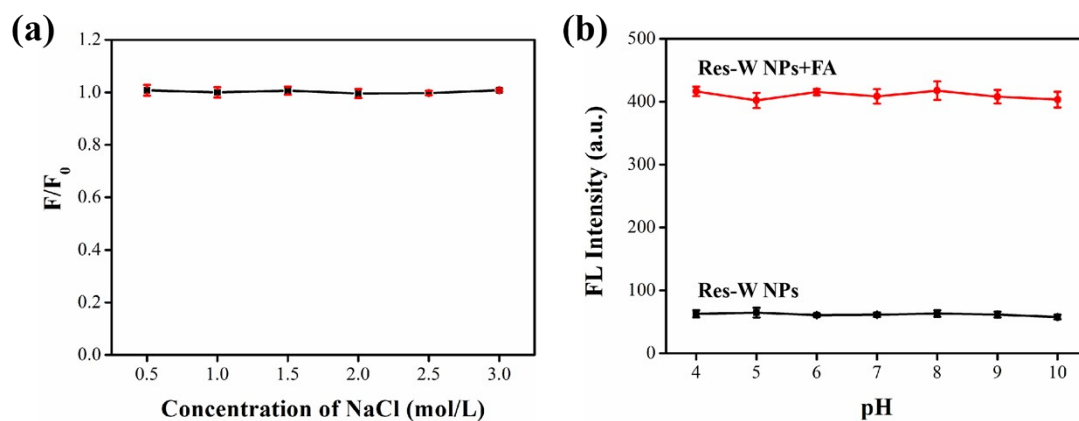 (a)
1.2
1.0
0.8
0.6
0.4
0.2
0.0
F/F0
0.5 1.0 1.5 2.0 2.5 3.0
Concentration of NaCl (mol/L)
(b)
500
400
300
200
100
0
FL Intensity (a.u.)
Res-W NPs+FA
Res-W NPs
4 5 6 7 8 9 10
pH